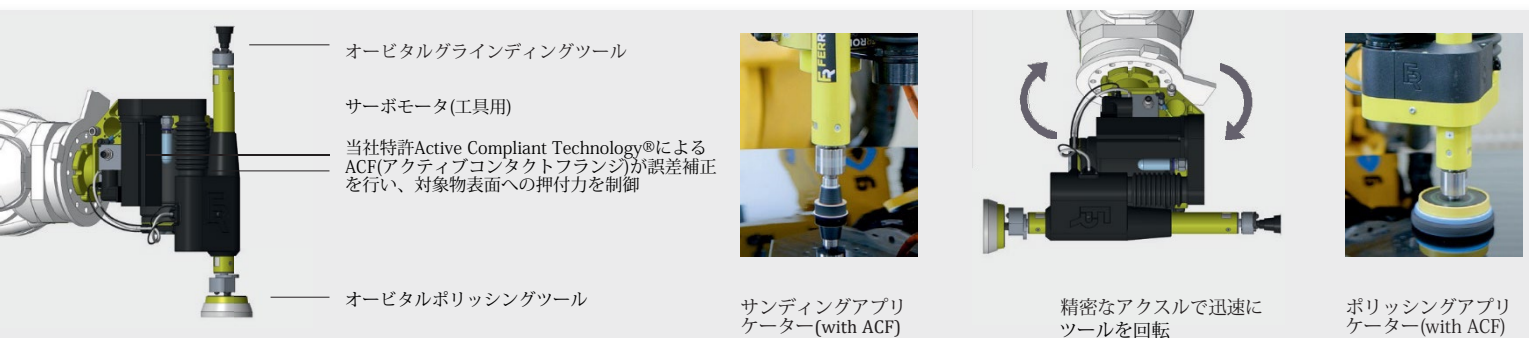 オービタルグラインディングツール
サーボモータ(工具用)
当社特許Active Compliant Technology®による
ACF(アクティブコンタクトフランジ)が誤差補正
を行い、対象物表面への押付力を制御
オービタルポリッシングツール
FERR
サンディングアプリ
ケーター(with ACF)
精密なアクスルで迅速に
ツールを回転
ポリッシングアプリ
ケーター(with ACF)